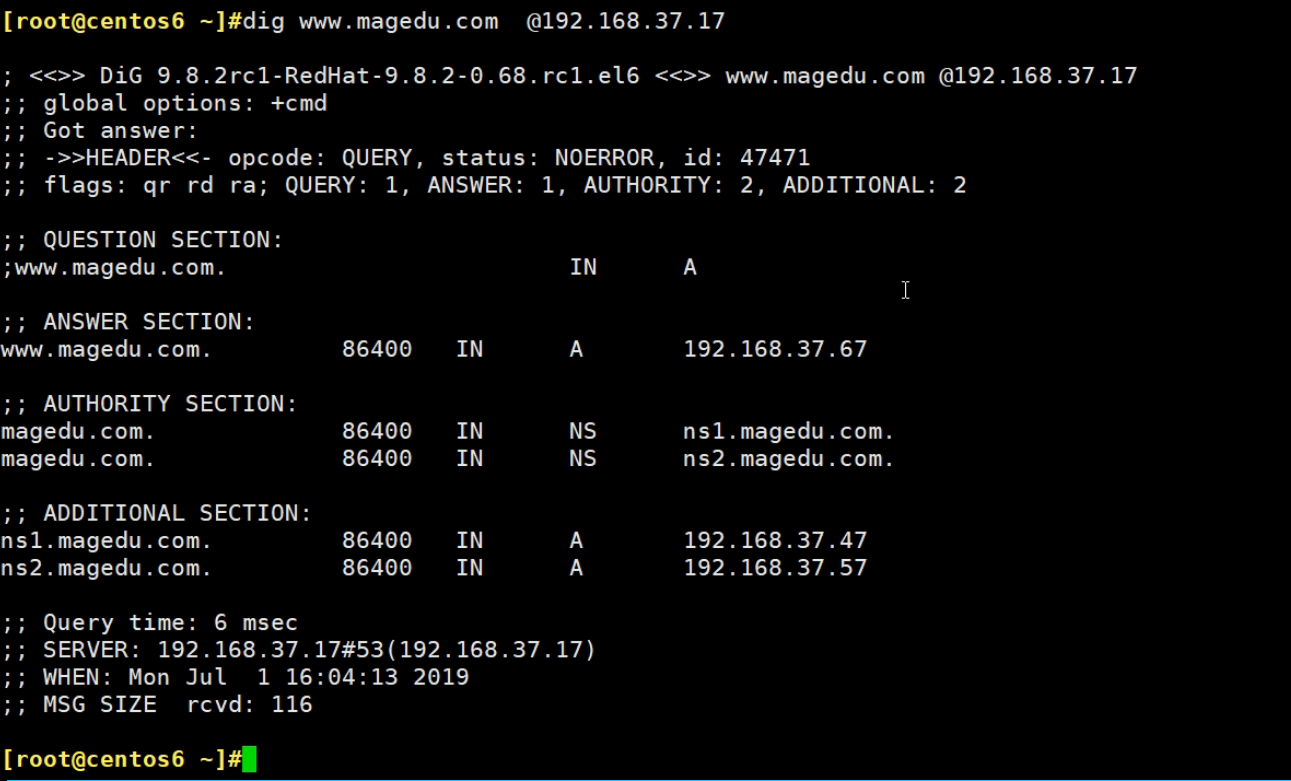 [root@centos6 ~]#dig www.magedu.com  @192.168.37.17

; <<>> DiG 9.8.2rc1-RedHat-9.8.2-0.68.rc1.el6 <<>> www.magedu.com @192.168.37.17
;; global options: +cmd
;; Got answer:
;; ->>HEADER<<- opcode: QUERY, status: NOERROR, id: 47471
;; flags: qr rd ra; QUERY: 1, ANSWER: 1, AUTHORITY: 2, ADDITIONAL: 2

;; QUESTION SECTION:
;www.magedu.com.                        IN      A

;; ANSWER SECTION:
www.magedu.com.         86400   IN      A       192.168.37.67

;; AUTHORITY SECTION:
magedu.com.             86400   IN      NS      ns1.magedu.com.
magedu.com.             86400   IN      NS      ns2.magedu.com.

;; ADDITIONAL SECTION:
ns1.magedu.com.         86400   IN      A       192.168.37.47
ns2.magedu.com.         86400   IN      A       192.168.37.57

;; Query time: 6 msec
;; SERVER: 192.168.37.17#53(192.168.37.17)
;; WHEN: Mon Jul  1 16:04:13 2019
;; MSG SIZE  rcvd: 116

[root@centos6 ~]#